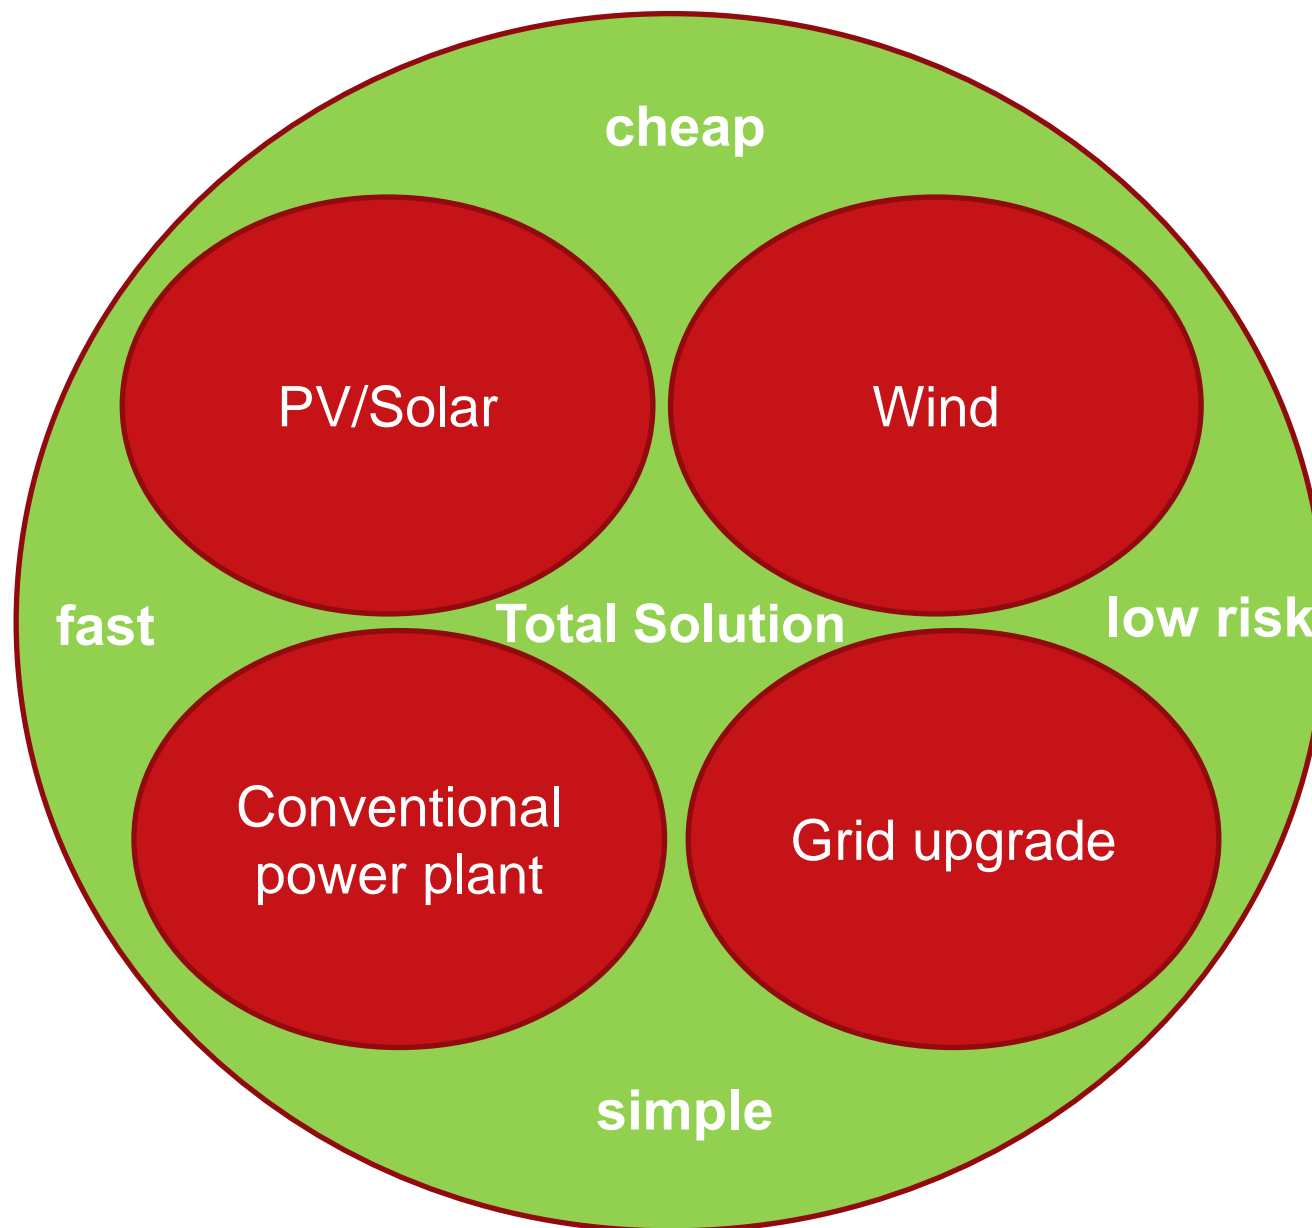 cheap
PV/Solar
Wind
fast
Total Solution
low risk
Conventional
power plant
Grid upgrade
simple